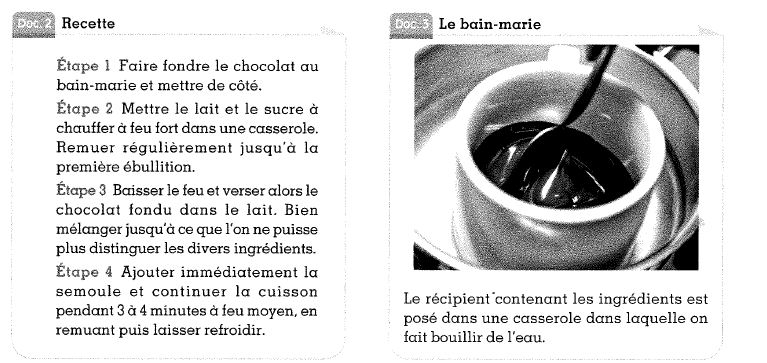 Doc. 2 Recette
Étape 1 Faire fondre le chocolat au
bain-marie et mettre de côté.
Étape 2 Mettre le lait et le sucre à
chauffer à feu fort dans une casserole.
Remuer régulièrement jusqu'à la
première ébullition.
Étape 3 Baisser le feu et verser alors le
chocolat fondu dans le lait. Bien
mélanger jusqu'à ce que l'on ne puisse
plus distinguer les divers ingrédients.
Étape 4 Ajouter immédiatement la
semoule et continuer la cuisson
pendant 3 à 4 minutes à feu moyen, en
remuant puis laisser refroidir.
Doc. 3 Le bain-marie
Le récipient contenant les ingrédients est
posé dans une casserole dans laquelle on
fait bouillir de l'eau.